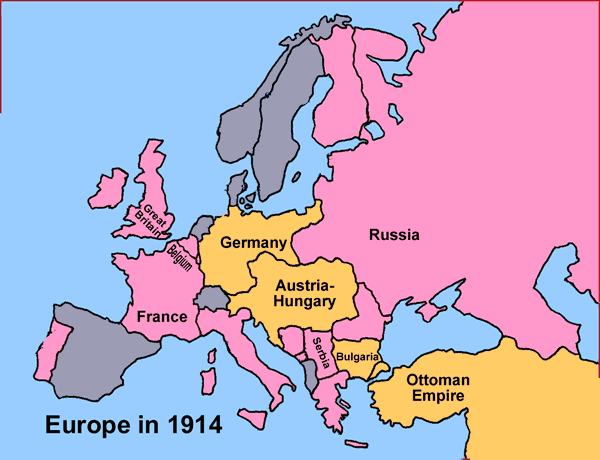 Great
Britain
Belgium
Germany
Russia
Austria-
Hungary
France
Serbia
Bulgaria
Ottoman
Empire
Europe in 1914